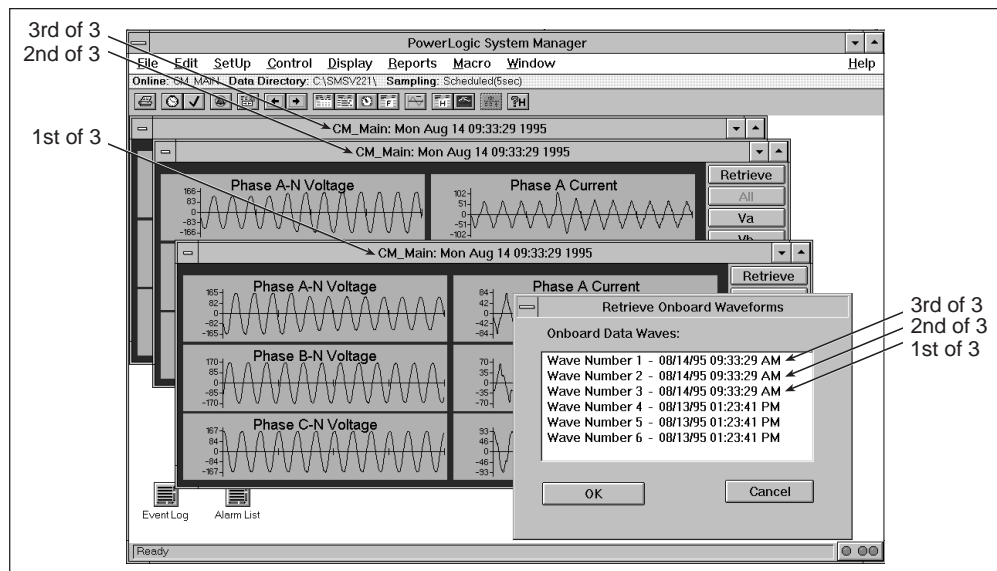 3rd of 3
2nd of 3
1st of 3
PowerLogic System Manager
File Edit SetUp Control Display Reports Macro Window Help
Online: CM_MAIN Data Directory: C:\SMSV221\ Sampling: Scheduled(5sec)
F H ?H
CM_Main: Mon Aug 14 09:33:29 1995
CM_Main: Mon Aug 14 09:33:29 1995
Phase A-N Voltage
166
83
0
-83
-166
Phase A Current
102
51
0
-51
-102
Retrieve
All
Va
Vb
CM_Main: Mon Aug 14 09:33:29 1995
Phase A-N Voltage
165
82
0
-82
-165
Phase A Current
84
42
0
-42
-84
Retrieve
Phase B-N Voltage
170
85
0
-85
-170
70
35
0
-35
-70
Phase C-N Voltage
167
84
0
-84
-167
93
46
0
-46
-93
Retrieve Onboard Waveforms
Onboard Data Waves:
Wave Number 1 - 08/14/95 09:33:29 AM
Wave Number 2 - 08/14/95 09:33:29 AM
Wave Number 3 - 08/14/95 09:33:29 AM
Wave Number 4 - 08/13/95 01:23:41 PM
Wave Number 5 - 08/13/95 01:23:41 PM
Wave Number 6 - 08/13/95 01:23:41 PM
3rd of 3
2nd of 3
1st of 3
OK Cancel
Event Log Alarm List
Ready